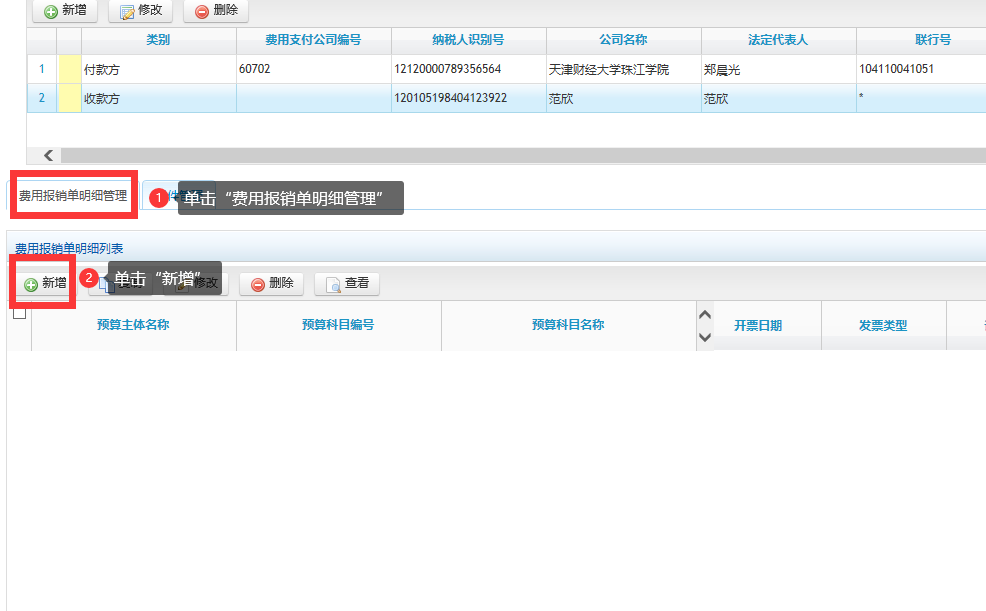 新增 修改 删除
类别 费用支付公司编号 纳税人识别号 公司名称 法定代表人 联行号
1 付款方 60702 12120000789356564 天津财经大学珠江学院 郑晨光 104110041051
2 收款方 120105198404123922 范欣 范欣 *
费用报销单明细管理 1 单击“费用报销单明细管理”
费用报销单明细列表
新增 2 单击“新增” 修改 删除 查看
预算主体名称 预算科目编号 预算科目名称 开票日期 发票类型